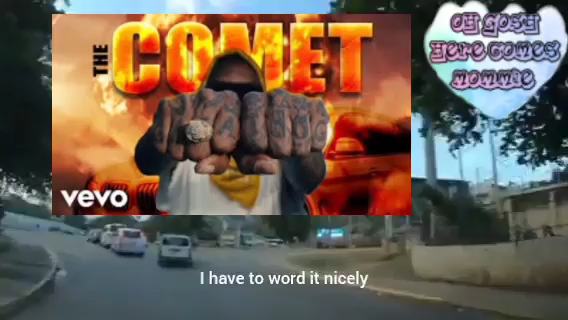 THE
COMET
vevo
OH GOSH
HERE COMES
MOMMIE
I have to word it nicely